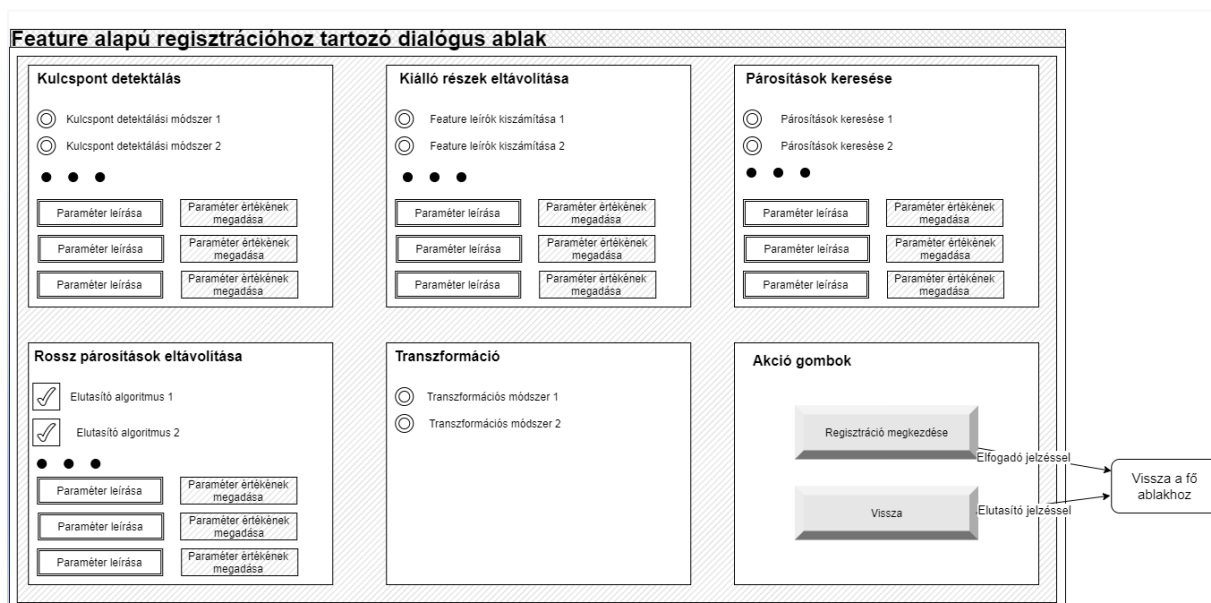 Feature alapú regisztrációhoz tartozó dialógus ablak
Kulcspont detektálás
Kulcspont detektálási módszer 1
Kulcspont detektálási módszer 2
Paraméter leírása
Paraméter értékének
megadása
Paraméter leírása
Paraméter értékének
megadása
Paraméter leírása
Paraméter értékének
megadása
Kiálló részek eltávolítása
Feature leírók kiszámítása 1
Feature leírók kiszámítása 2
Paraméter leírása
Paraméter értékének
megadása
Paraméter leírása
Paraméter értékének
megadása
Paraméter leírása
Paraméter értékének
megadása
Párosítások keresése
Párosítások keresése 1
Párosítások keresése 2
Paraméter leírása
Paraméter értékének
megadása
Paraméter leírása
Paraméter értékének
megadása
Paraméter leírása
Paraméter értékének
megadása
Rossz párosítások eltávolítása
Elutasító algoritmus 1
Elutasító algoritmus 2
Paraméter leírása
Paraméter értékének
megadása
Paraméter leírása
Paraméter értékének
megadása
Paraméter leírása
Paraméter értékének
megadása
Transzformáció
Transzformációs módszer 1
Transzformációs módszer 2
Akció gombok
Regisztráció megkezdése
Elfogadó jelzéssel
Vissza
Elutasító jelzéssel
Vissza a fő
ablakhoz